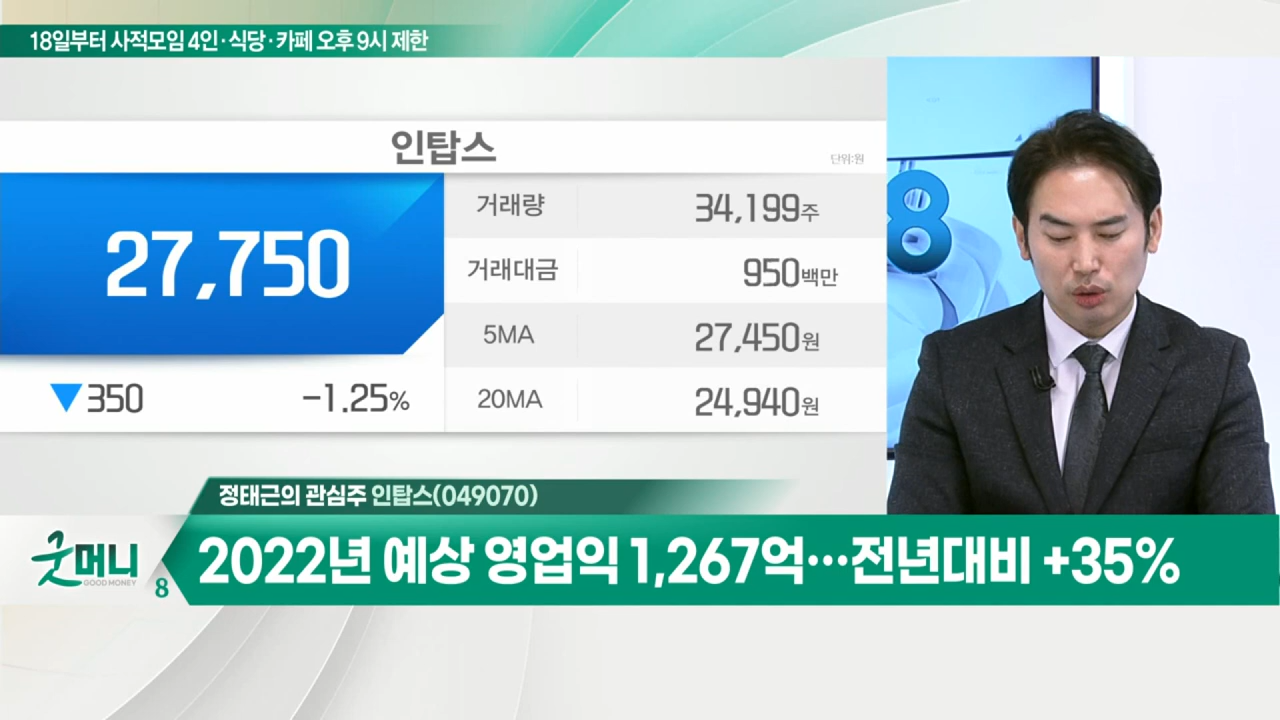 18일부터 사적모임 4인·식당·카페 오후 9시 제한
인탑스
단위:원
27,750
▼350 -1.25%
거래량 34,199주
거래대금 950백만
5MA 27,450원
20MA 24,940원
8
정태근의 관심주 인탑스(049070)
굿머니
GOOD MONEY
8
2022년 예상 영업익 1,267억…전년대비 +35%